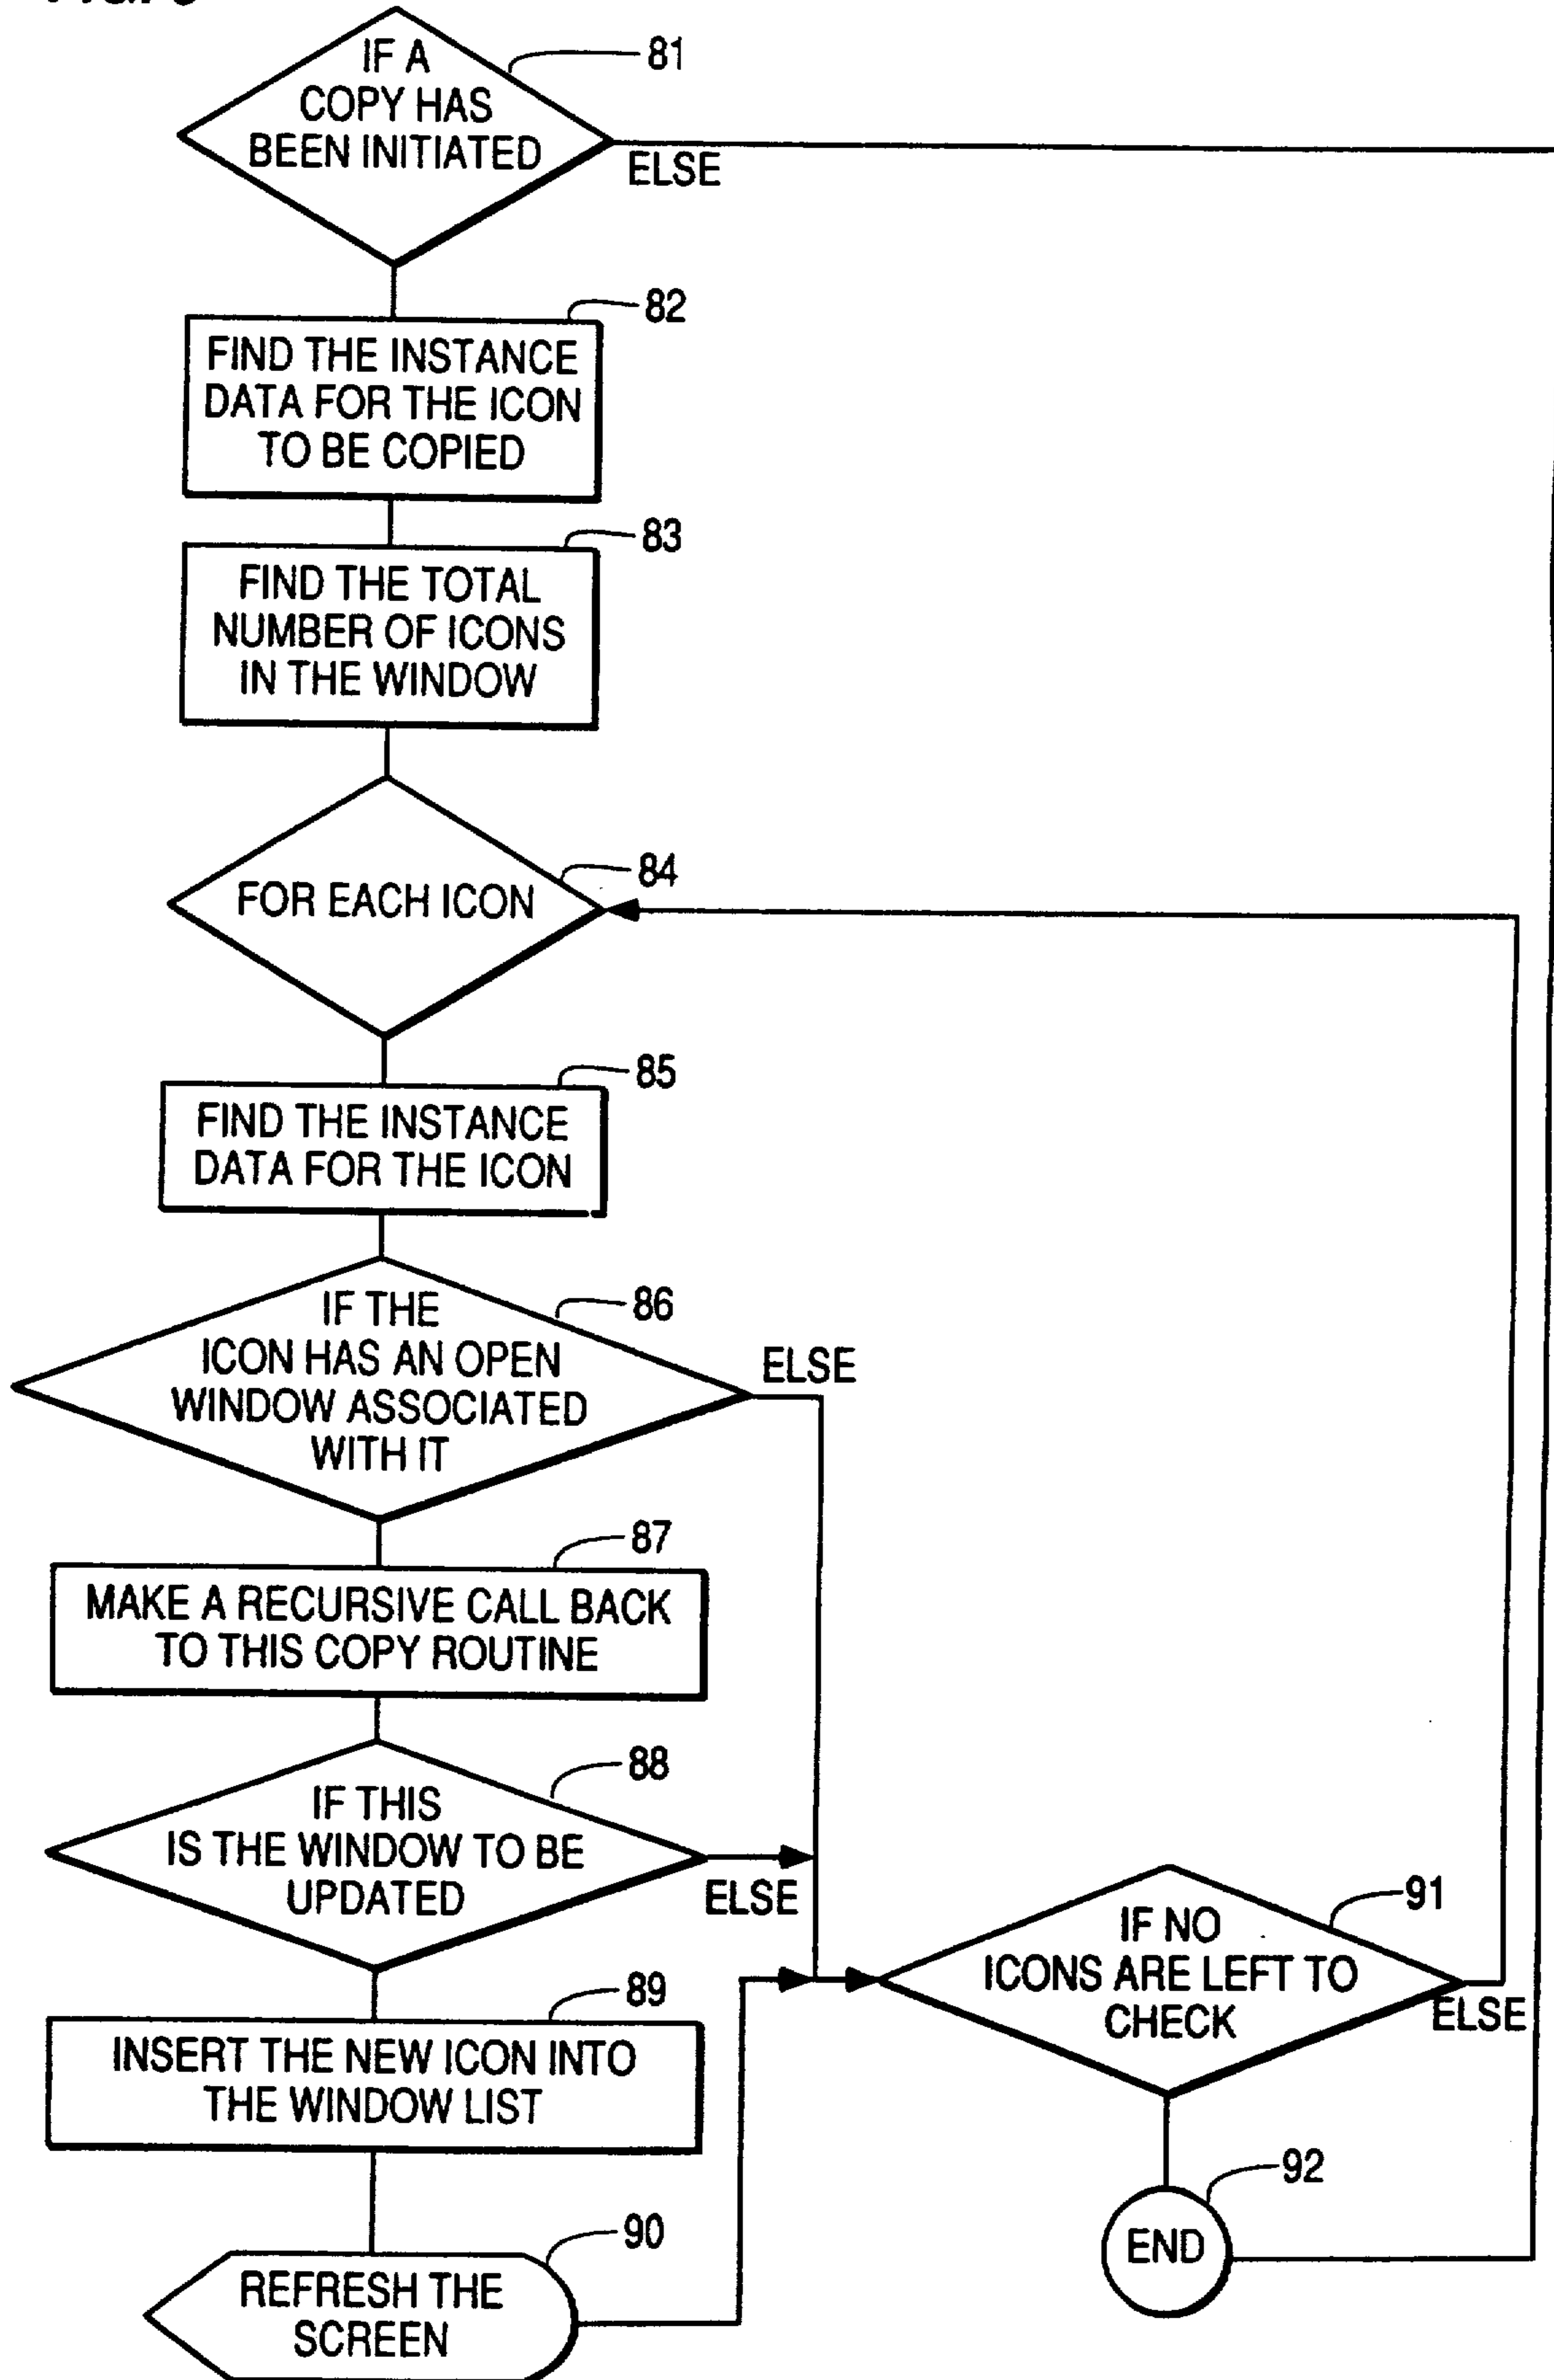 IF A
COPY HAS
BEEN INITIATED
81
ELSE
82
FIND THE INSTANCE
DATA FOR THE ICON
TO BE COPIED
83
FIND THE TOTAL
NUMBER OF ICONS
IN THE WINDOW
84
FOR EACH ICON
85
FIND THE INSTANCE
DATA FOR THE ICON
86
IF THE
ICON HAS AN OPEN
WINDOW ASSOCIATED
WITH IT
ELSE
87
MAKE A RECURSIVE CALL BACK
TO THIS COPY ROUTINE
88
IF THIS
IS THE WINDOW TO BE
UPDATED
ELSE
89
INSERT THE NEW ICON INTO
THE WINDOW LIST
90
REFRESH THE
SCREEN
91
IF NO
ICONS ARE LEFT TO
CHECK
ELSE
92
END